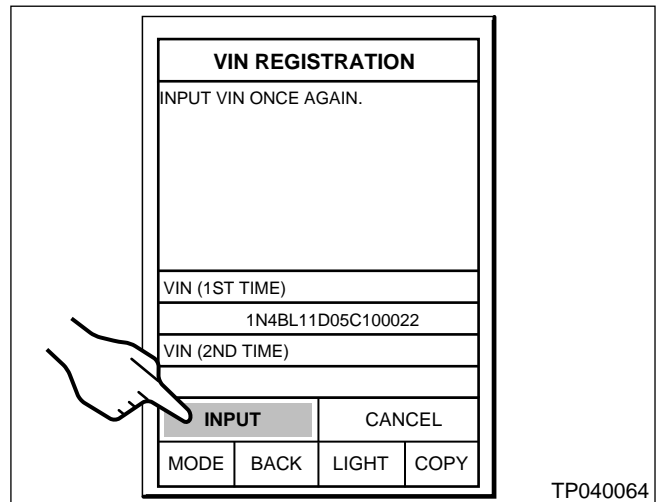 VIN REGISTRATION
INPUT VIN ONCE AGAIN.
VIN (1ST TIME)
1N4BL11D05C100022
VIN (2ND TIME)
INPUT CANCEL
MODE BACK LIGHT COPY
TP040064